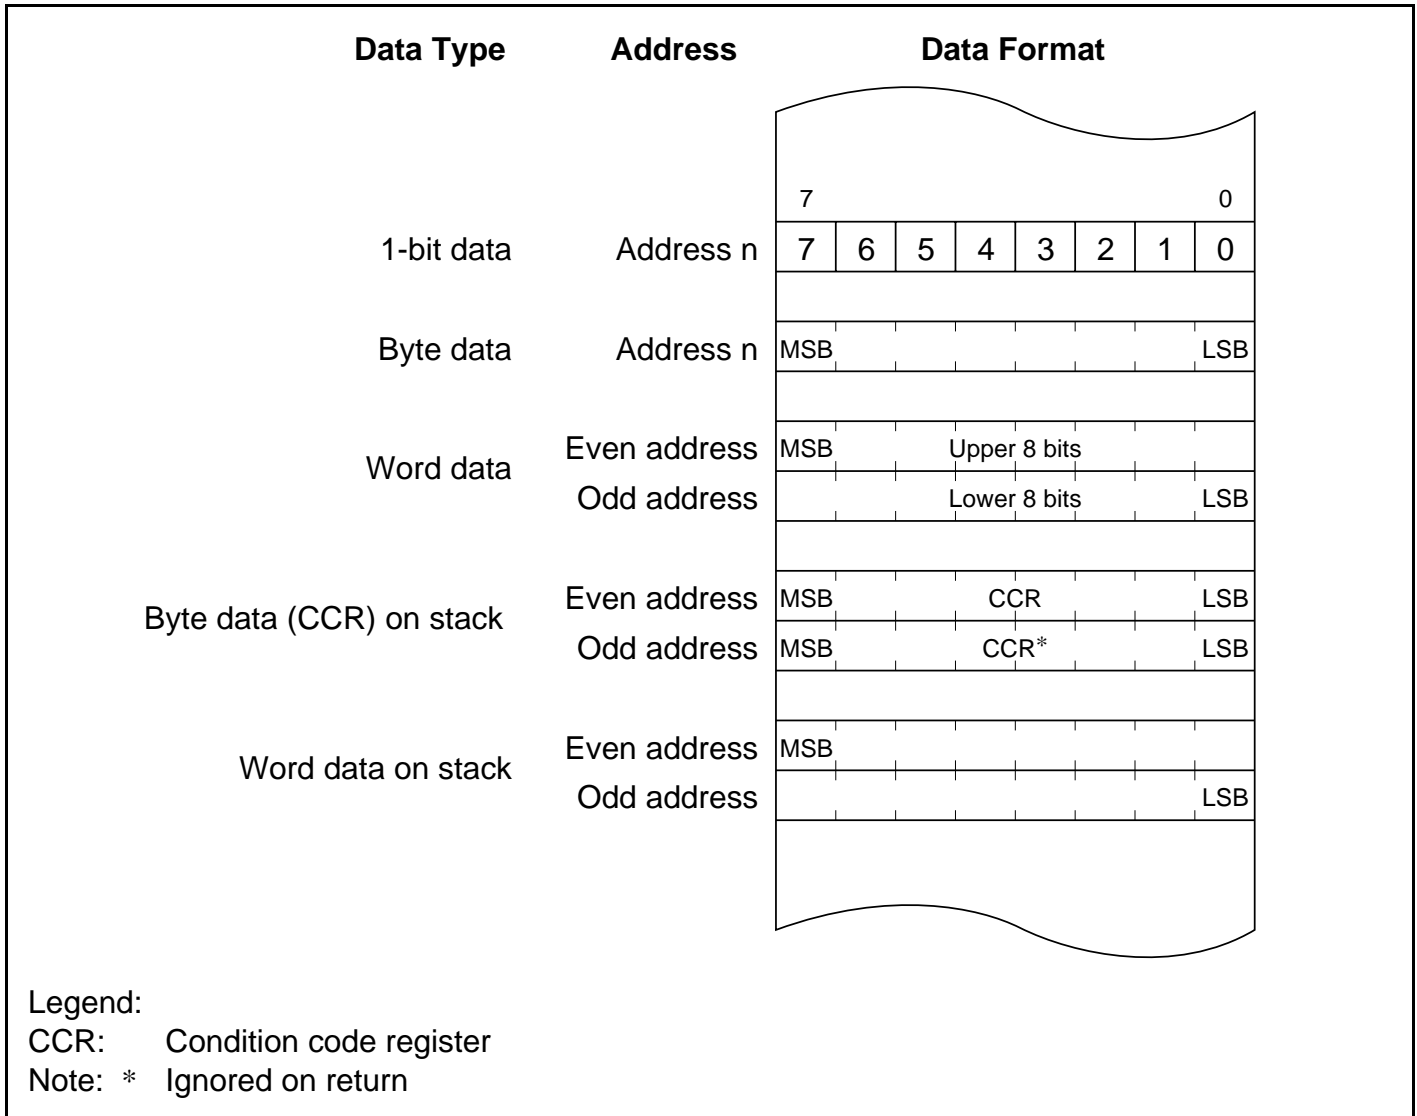 Data Type Address Data Format
7 0
1-bit data Address n 7 6 5 4 3 2 1 0
Byte data Address n MSB LSB
Word data
Even address MSB Upper 8 bits
Odd address Lower 8 bits LSB
Byte data (CCR) on stack
Even address MSB CCR LSB
Odd address MSB CCR* LSB
Word data on stack
Even address MSB
Odd address LSB
Legend:
CCR: Condition code register
Note: * Ignored on return